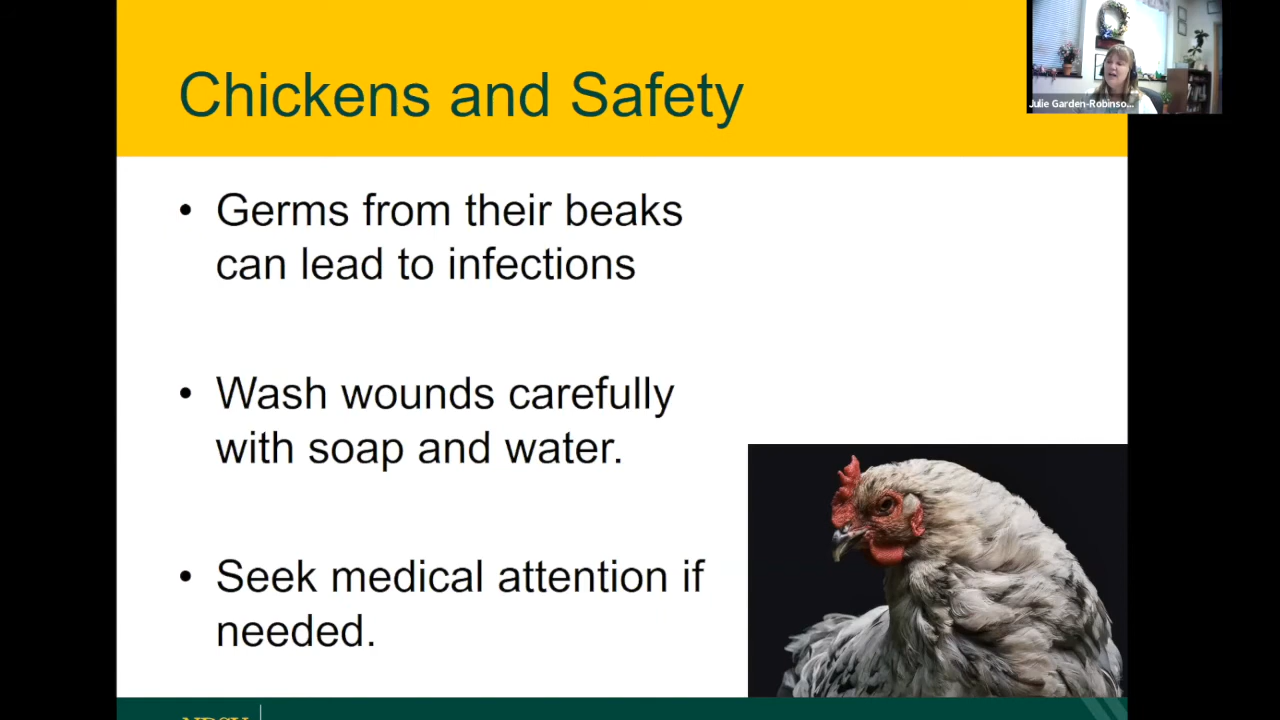 Chickens and Safety
Julie Garden-Robinso...
• Germs from their beaks
can lead to infections
• Wash wounds carefully
with soap and water.
• Seek medical attention if
needed.
NDSU